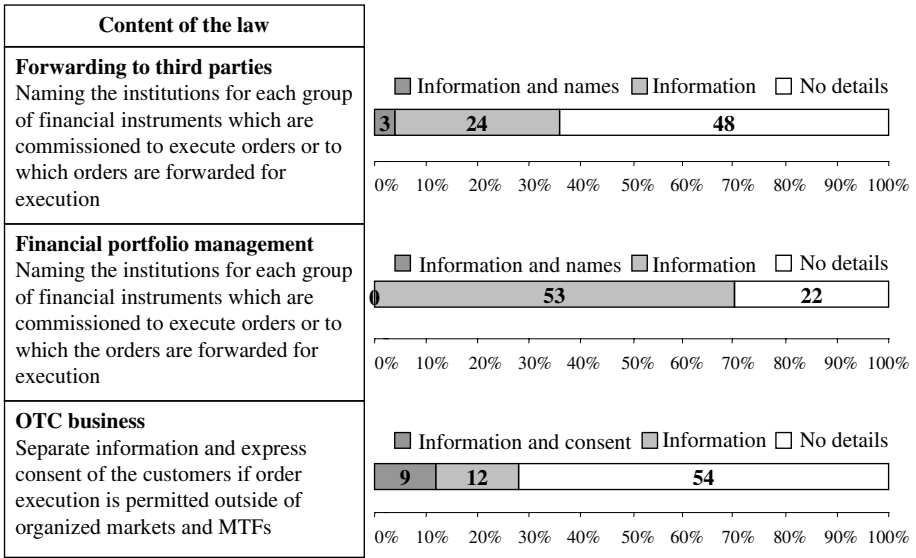 Content of the law
Forwarding to third parties
Naming the institutions for each group
of financial instruments which are
commissioned to execute orders or to
which orders are forwarded for
execution
Information and names Information No details
3 24 48
0% 10% 20% 30% 40% 50% 60% 70% 80% 90% 100%
Financial portfolio management
Naming the institutions for each group
of financial instruments which are
commissioned to execute orders or to
which the orders are forwarded for
execution
Information and names Information No details
0 53 22
0% 10% 20% 30% 40% 50% 60% 70% 80% 90% 100%
OTC business
Separate information and express
consent of the customers if order
execution is permitted outside of
organized markets and MTFs
Information and consent Information No details
9 12 54
0% 10% 20% 30% 40% 50% 60% 70% 80% 90% 100%